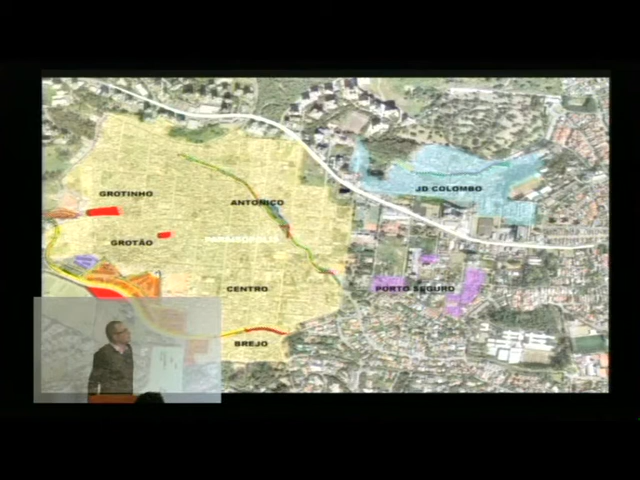 GROTINHO
JD COLOMBO
ANTONICO
GROTÃO
CENTRO
PORTO SEGURO
BREJO